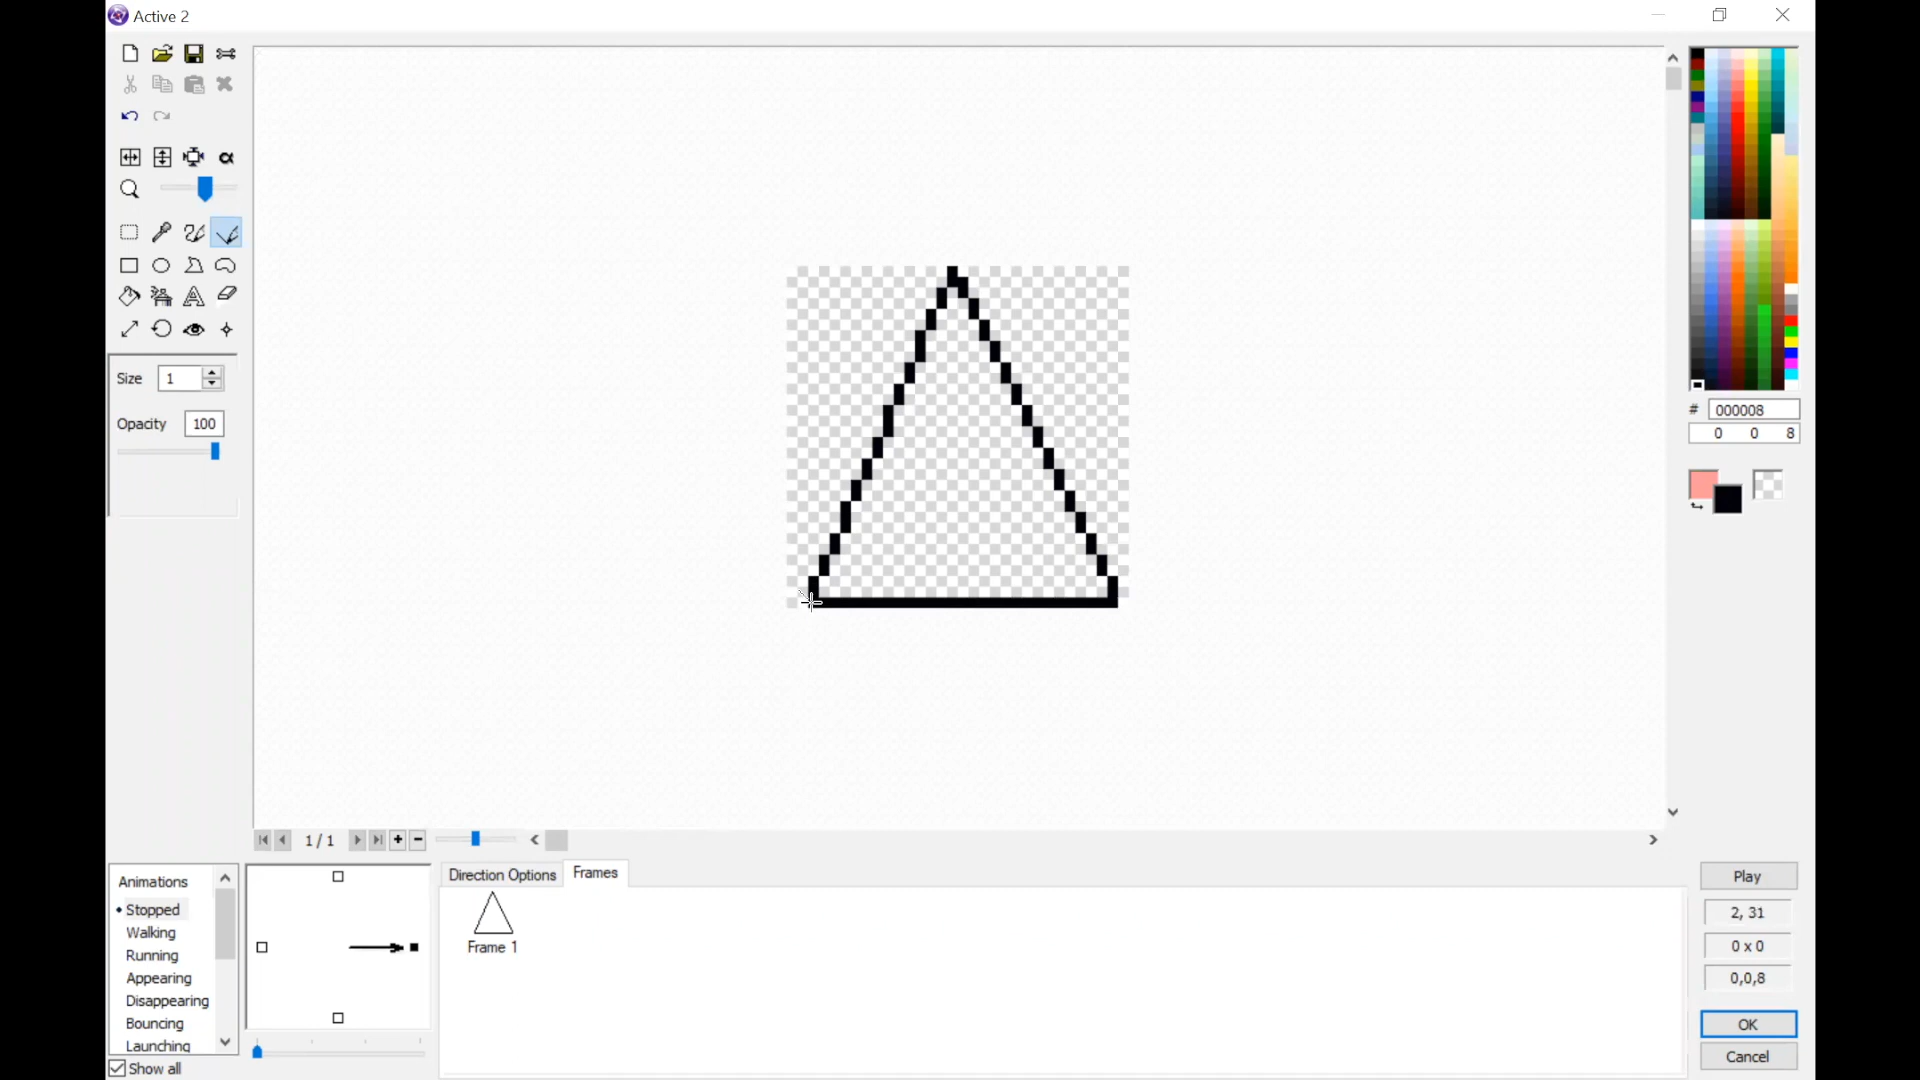 Active 2
Size 1
Opacity 100
# 000008
0 0 8
1 / 1
Animations
Stopped
Walking
Running
Appearing
Disappearing
Bouncing
Launching
Show all
Direction Options
Frames
Frame 1
Play
2, 31
0 x 0
0,0,8
OK
Cancel